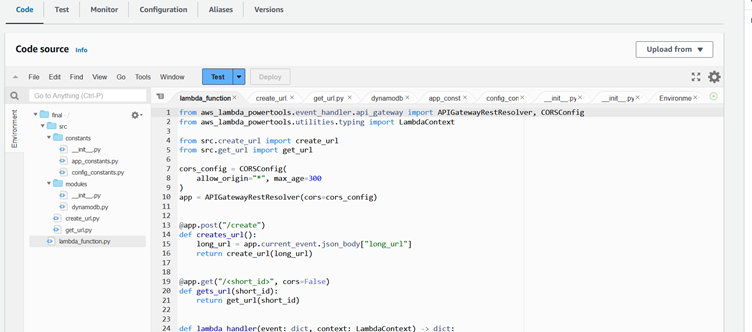 Code Test Monitor Configuration Aliases Versions
Code source Info Upload from
File Edit Find View Go Tools Window Test Deploy
Go to Anything (Ctrl-P) lambda_function create_url. get_url.py dynamodb app_const config_con __init__.py __init__.py Environme
Environment
final
src
constants
__init__.py
app_constants.py
config_constants.py
modules
__init__.py
dynamodb.py
create_url.py
get_url.py
lambda_function.py
1 from aws_lambda_powertools.event_handler.api_gateway import APIGatewayRestResolver, CORSConfig
2 from aws_lambda_powertools.utilities.typing import LambdaContext
3
4 from src.create_url import create_url
5 from src.get_url import get_url
6
7 cors_config = CORSConfig(
8 allow_origin="*", max_age=300
9 )
10 app = APIGatewayRestResolver(cors=cors_config)
11
12
13 @app.post("/create")
14 def creates_url():
15 long_url = app.current_event.json_body["long_url"]
16 return create_url(long_url)
17
18
19 @app.get("/<short_id>", cors=False)
20 def gets_url(short_id):
21 return get_url(short_id)
22
23
24 def lambda_handler(event: dict, context: LambdaContext) -> dict: